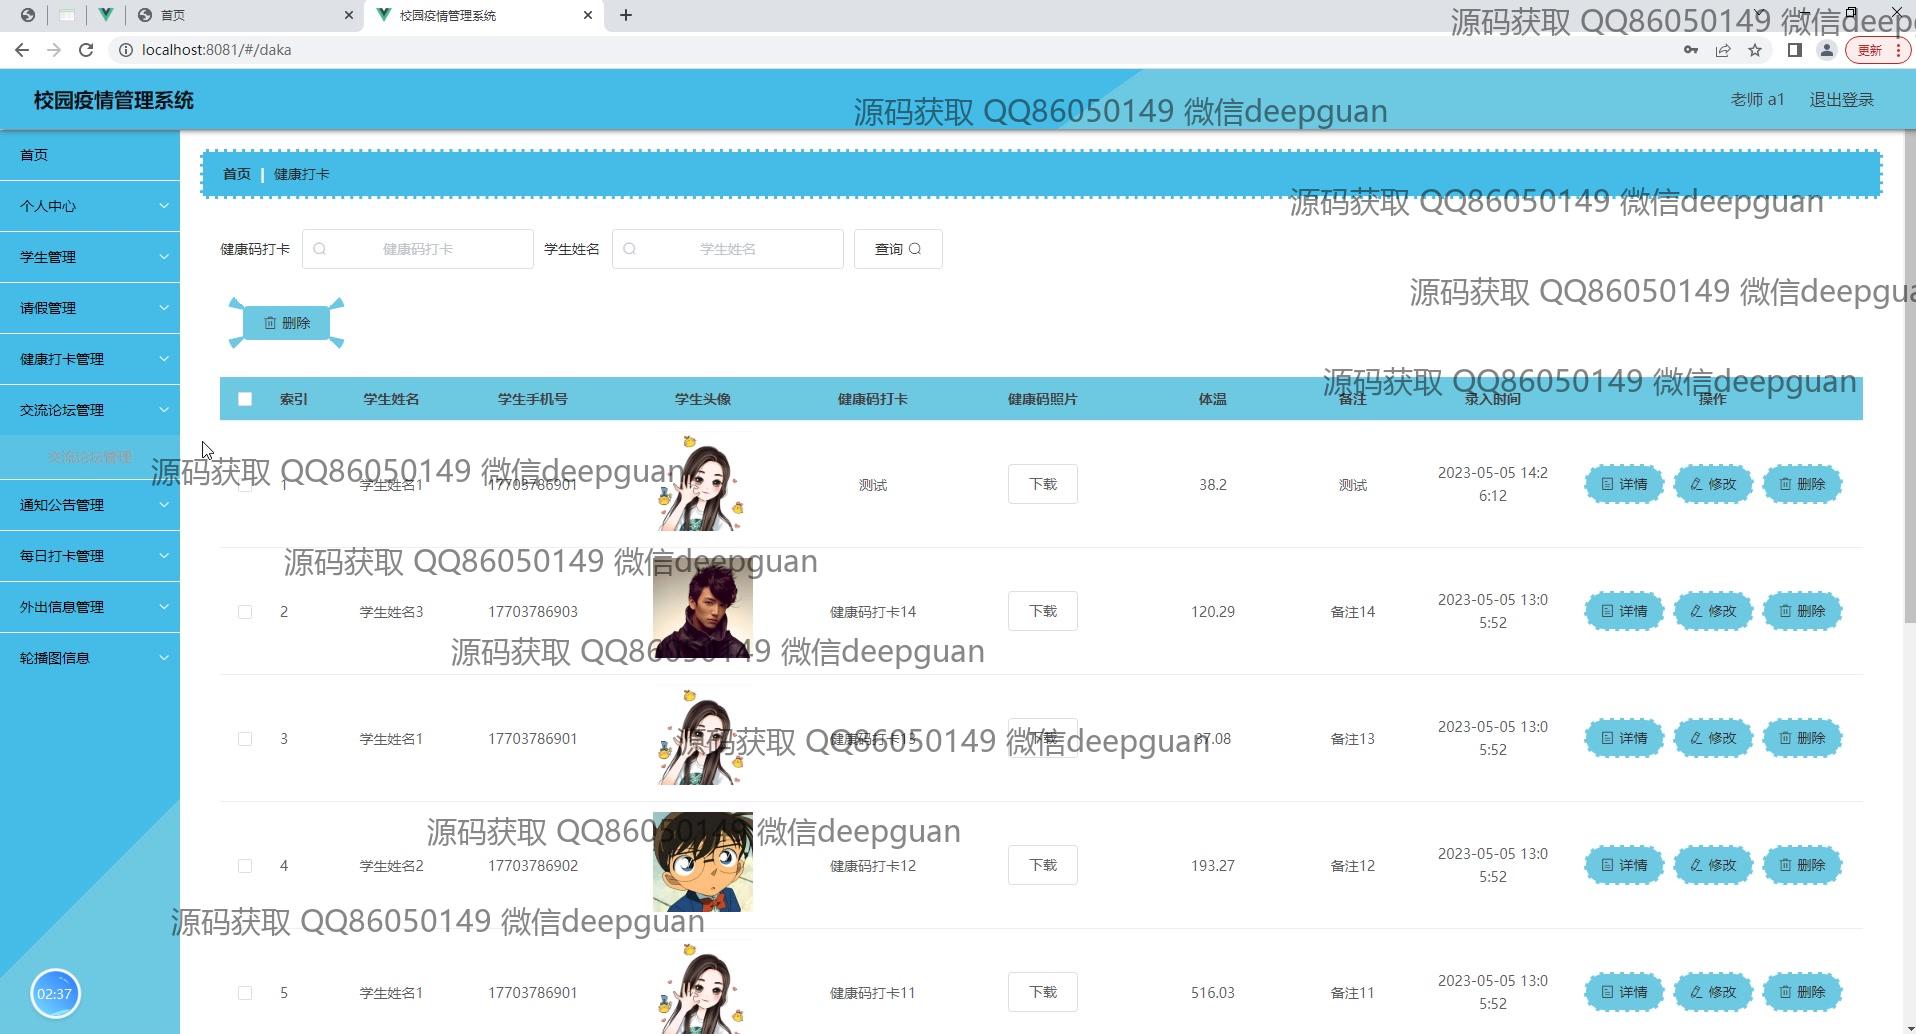 首页
校园疫情管理系统
localhost:8081/#/daka
更新
源码获取 QQ86050149 微信deep
校园疫情管理系统
老师 a1
退出登录
源码获取 QQ86050149 微信deepguan
首页
个人中心
学生管理
请假管理
健康打卡管理
交流论坛管理
交流论坛管理
通知公告管理
每日打卡管理
外出信息管理
轮播图信息
02:37
首页 | 健康打卡
源码获取 QQ86050149 微信deepguan
健康码打卡 健康码打卡 学生姓名 学生姓名 查询
源码获取 QQ86050149 微信deepgua
删除
源码获取 QQ86050149 微信deepguan
索引 学生姓名 学生手机号 学生头像 健康码打卡 健康码照片 体温 备注 录入时间 操作
源码获取 QQ86050149 微信deepguan
1 学生姓名1 17703786901 测试 下载 38.2 测试 2023-05-05 14:2
6:12 详情 修改 删除
源码获取 QQ86050149 微信deepguan
2 学生姓名3 17703786903 健康码打卡14 下载 120.29 备注14 2023-05-05 13:0
5:52 详情 修改 删除
源码获取 QQ86050149 微信deepguan
3 学生姓名1 17703786901 健康码打卡13 下载 37.08 备注13 2023-05-05 13:0
5:52 详情 修改 删除
源码获取 QQ86050149 微信deepguan
源码获取 QQ86050149 微信deepguan
4 学生姓名2 17703786902 健康码打卡12 下载 193.27 备注12 2023-05-05 13:0
5:52 详情 修改 删除
源码获取 QQ86050149 微信deepguan
5 学生姓名1 17703786901 健康码打卡11 下载 516.03 备注11 2023-05-05 13:0
5:52 详情 修改 删除